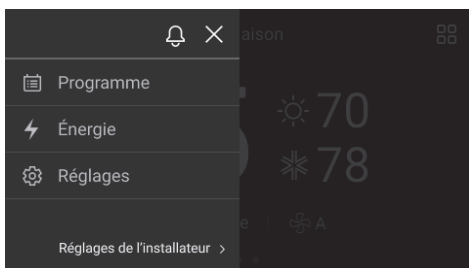 aison
Programme
Énergie
Réglages
70
78
e | A
Réglages de l'installateur >